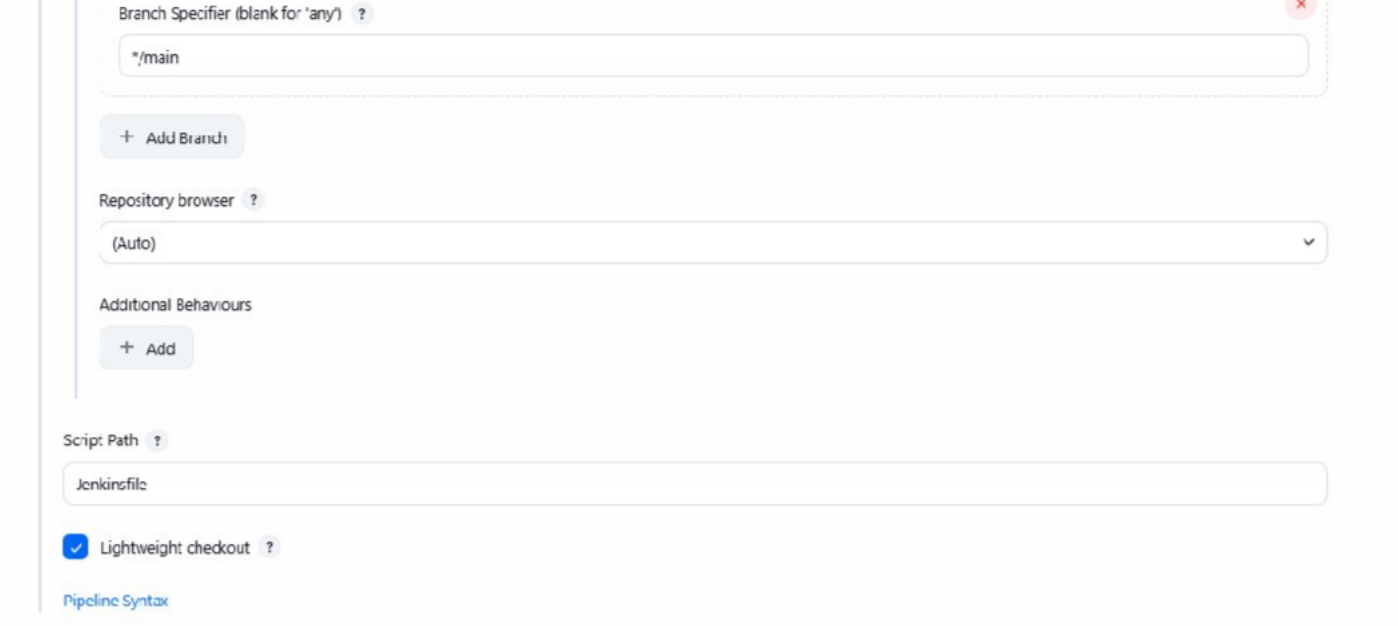 Branch Specifier (blank for 'any') ?
*/main
+ Add Branch
Repository browser ?
(Auto)
Additional Behaviours
+ Add
Script Path ?
Jenkinsfile
Lightweight checkout ?
Pipeline Syntax